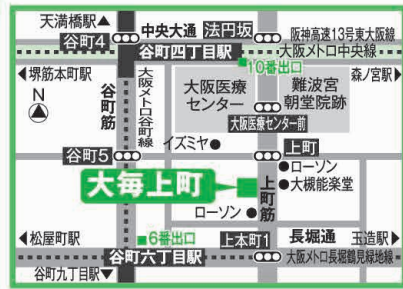 天満橋駅▲
谷町4
中央大通
法円坂
阪神高速13号東大阪線
谷町四丁目駅
大阪メトロ中央線
10番出口
◀堺筋本町駅
森ノ宮駅▶
N
谷町筋
大阪メトロ谷町線
大阪医療
センター
難波宮
朝堂院跡
大阪医療センター前
イズミヤ●
谷町5
上町
●ローソン
●大槻能楽堂
大毎上町
上町筋
ローソン●
◀松屋町駅
6番出口
上本町1
長堀通
玉造駅▶
谷町六丁目駅
大阪メトロ長堀鶴見緑地線
谷町九丁目駅▼